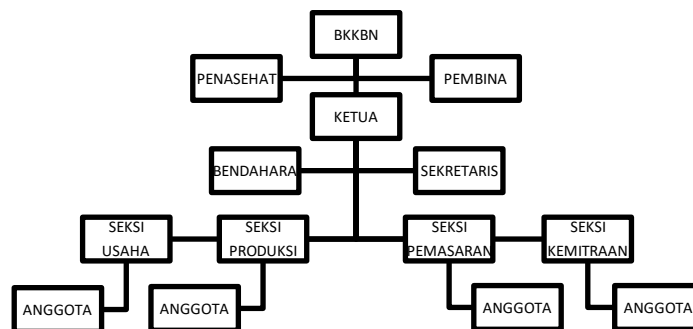 BKKBN
PENASEHAT
PEMBINA
KETUA
BENDAHARA
SEKRETARIS
SEKSI
USAHA
SEKSI
PRODUKSI
SEKSI
PEMASARAN
SEKSI
KEMITRAAN
ANGGOTA
ANGGOTA
ANGGOTA
ANGGOTA